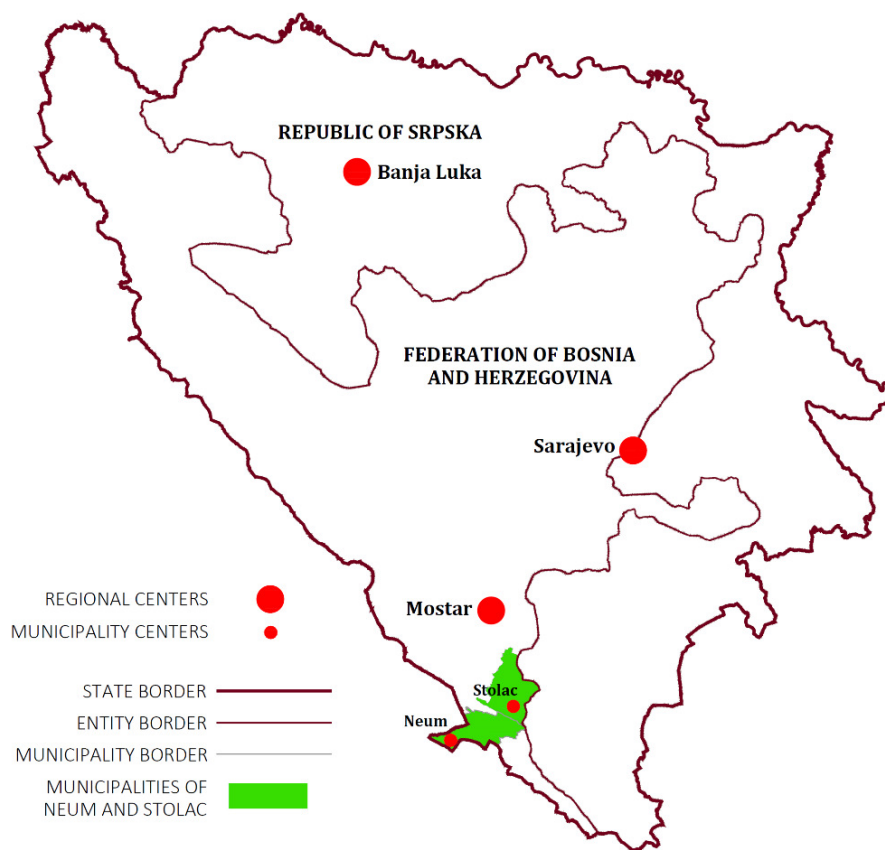 REPUBLIC OF SRPSKA
Banja Luka
FEDERATION OF BOSNIA
AND HERZEGOVINA
Sarajevo
Mostar
Stolac
Neum
REGIONAL CENTERS
MUNICIPALITY CENTERS
STATE BORDER
ENTITY BORDER
MUNICIPALITY BORDER
MUNICIPALITIES OF
NEUM AND STOLAC